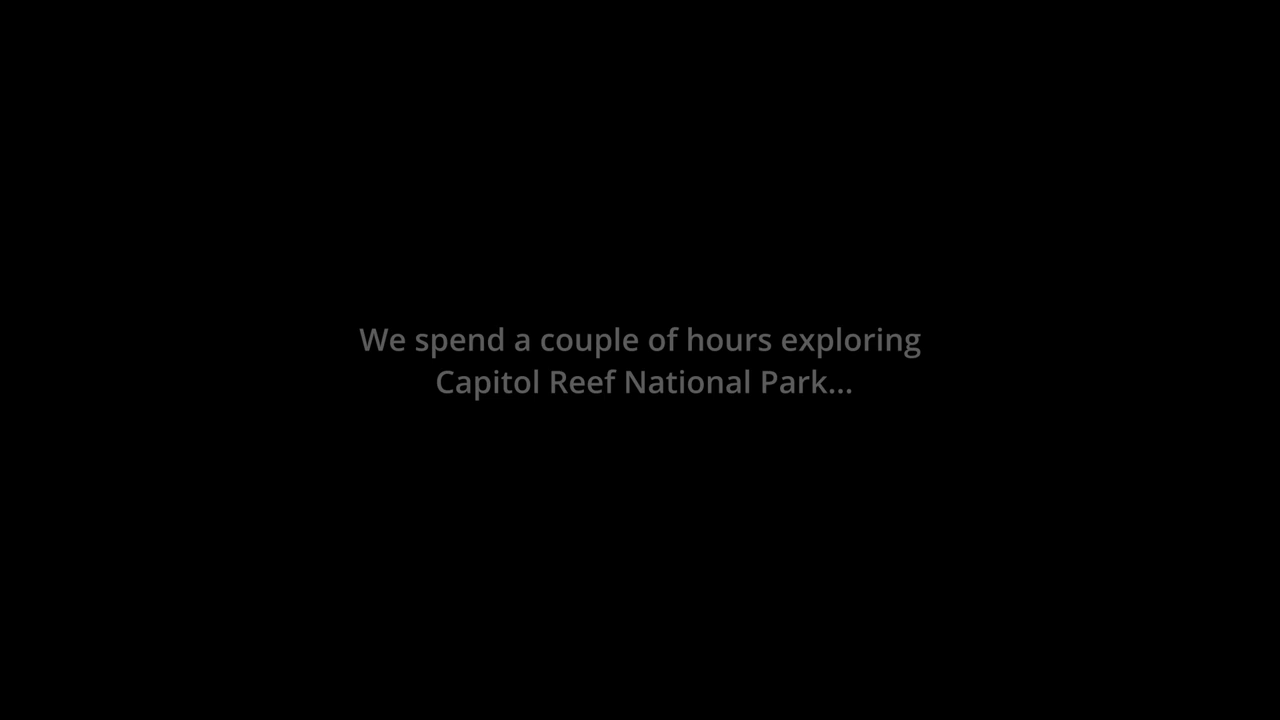 We spend a couple of hours exploring
Capitol Reef National Park...